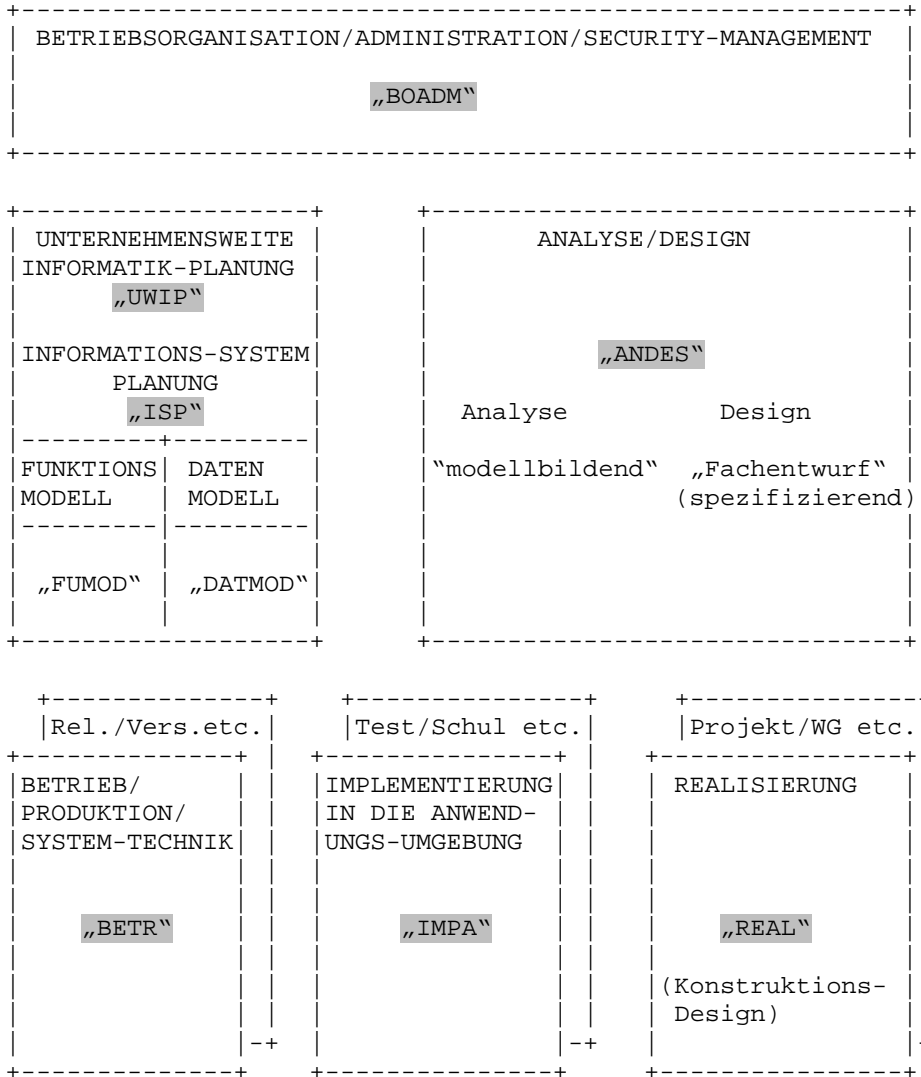 BETRIEBSORGANISATION/ADMINISTRATION/SECURITY-MANAGEMENT
„BOADM“
UNTERNEHMENSWEITE
INFORMATIK-PLANUNG
„UWIP“
INFORMATIONS-SYSTEM
PLANUNG
„ISP“
FUNKTIONS
MODELL
DATEN
MODELL
„FUMOD“
„DATMOD“
ANALYSE/DESIGN
„ANDES“
Analyse
Design
“modellbildend“
„Fachentwurf“
(spezifizierend)
Rel./Vers.etc.
BETRIEB/
PRODUKTION/
SYSTEM-TECHNIK
„BETR“
Test/Schul etc.
IMPLEMENTIERUNG
IN DIE ANWEND-
UNGS-UMGEBUNG
„IMPA“
Projekt/WG etc.
REALISIERUNG
„REAL“
(Konstruktions-
Design)